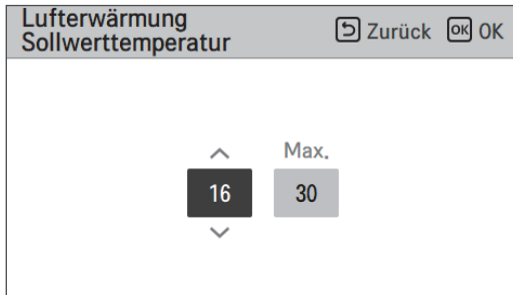 Lufterwärmung
Sollwerttemperatur
Zurück OK OK
Max.
16 30